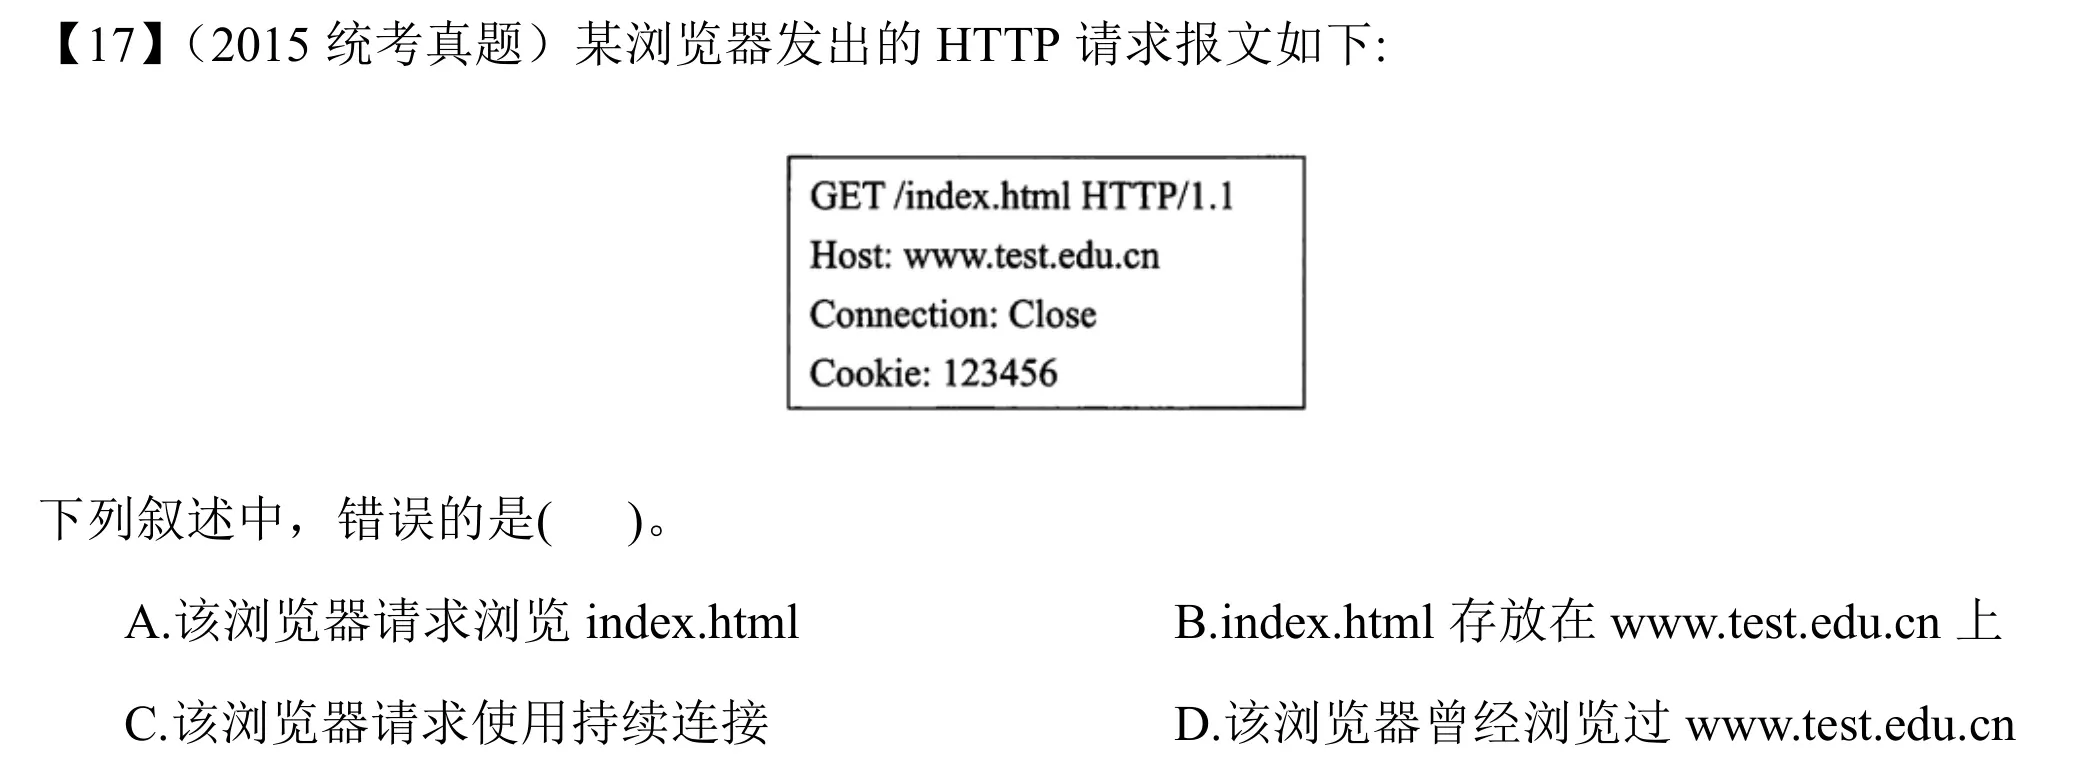 【17】（2015 统考真题）某浏览器发出的 HTTP 请求报文如下:
GET /index.html HTTP/1.1
Host: www.test.edu.cn
Connection: Close
Cookie: 123456
下列叙述中，错误的是( )。
A.该浏览器请求浏览 index.html
B.index.html 存放在 www.test.edu.cn 上
C.该浏览器请求使用持续连接
D.该浏览器曾经浏览过 www.test.edu.cn